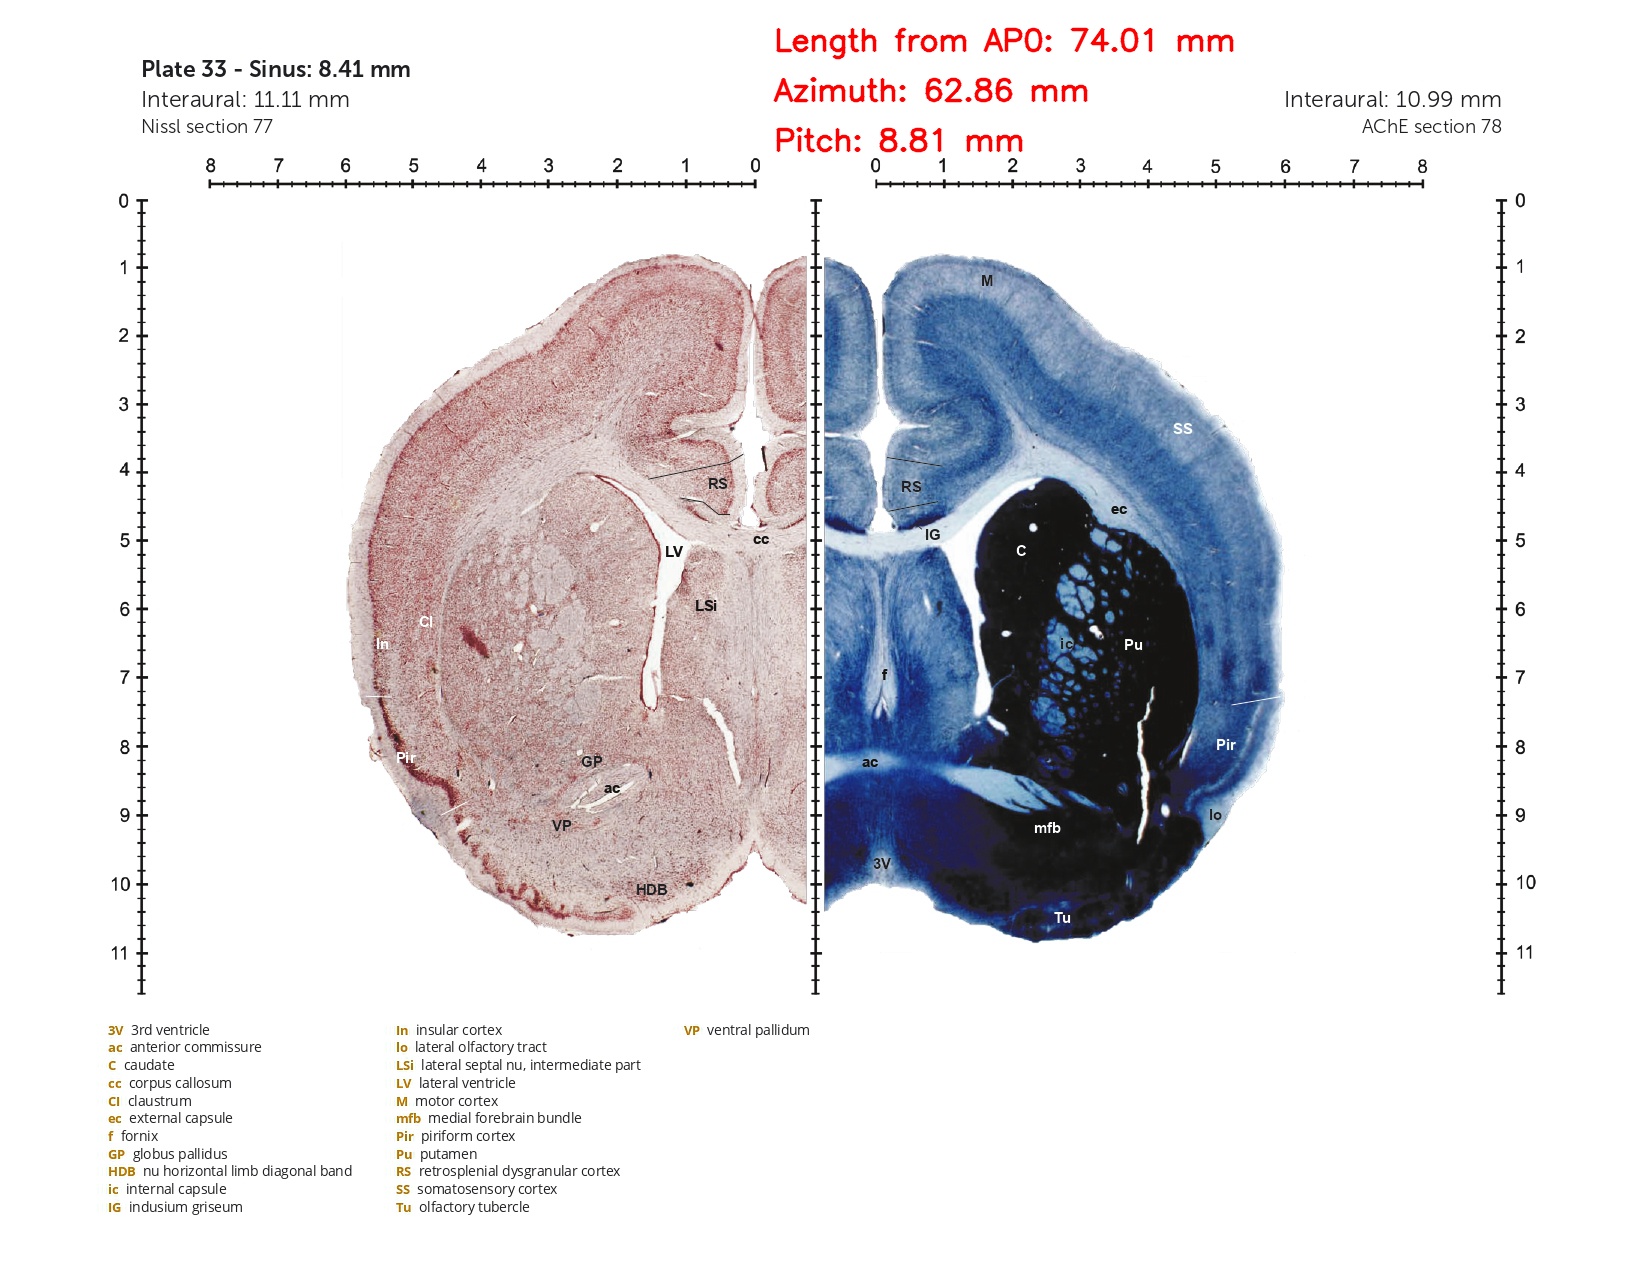 Length from AP0: 74.01 mm
Plate 33 - Sinus: 8.41 mm
Azimuth: 62.86 mm
Interaural: 11.11 mm
Interaural: 10.99 mm
Nissl section 77
AChE section 78
Pitch: 8.81 mm
8 7 6 5 4 3 2 1 0
0 1 2 3 4 5 6 7 8
0 0
1 M 1
2 2
3 3
SS
4 4
RS RS
ec
cc IG
5 LV C 5
LSi
6 6
Cl
In ic Pu
7 f 7
Pir Pir
8 8
GP ac
ac
9 lo 9
VP mfb
3V
10 HDB 10
Tu
11 11
3V 3rd ventricle
ac anterior commissure
C caudate
cc corpus callosum
Cl claustrum
ec external capsule
f fornix
GP globus pallidus
HDB nu horizontal limb diagonal band
ic internal capsule
IG indusium griseum
In insular cortex
lo lateral olfactory tract
LSi lateral septal nu, intermediate part
LV lateral ventricle
M motor cortex
mfb medial forebrain bundle
Pir piriform cortex
Pu putamen
RS retrosplenial dysgranular cortex
SS somatosensory cortex
Tu olfactory tubercle
VP ventral pallidum